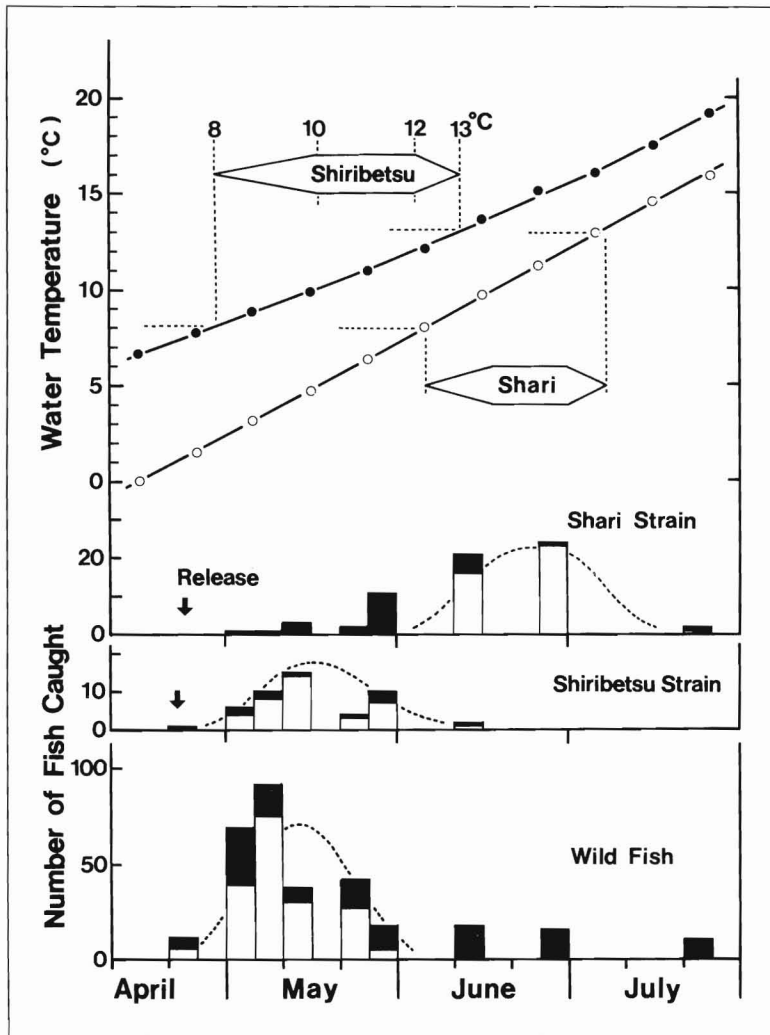 Water Temperature (°C)
20
15
10
5
0
8
10
12
13°C
Shiribetsu
Shari
Number of Fish Caught
Shari Strain
20
0
Release
Shiribetsu Strain
10
0
Wild Fish
100
50
0
April
May
June
July